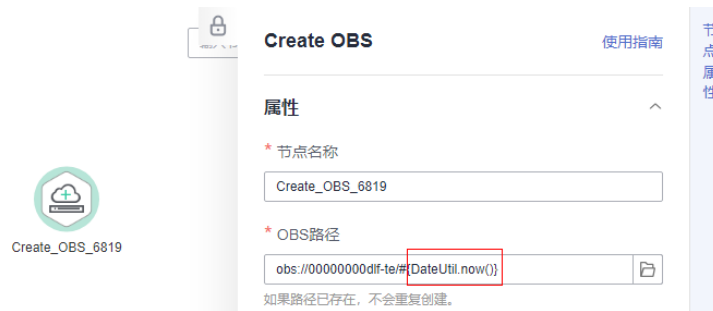 Create OBS
使用指南
属性
* 节点名称
Create_OBS_6819
* OBS路径
obs://00000000dlf-te/#{DateUtil.now()}
如果路径已存在，不会重复创建。
Create_OBS_6819
节
点
属
性